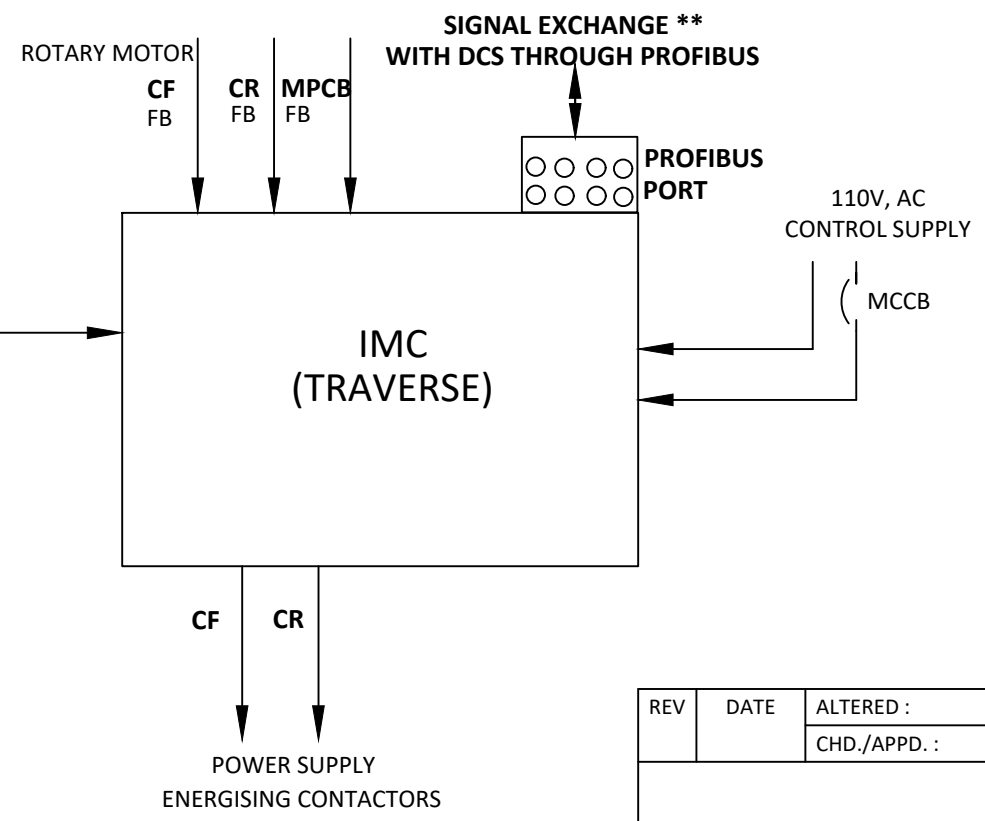 SIGNAL EXCHANGE **
WITH DCS THROUGH PROFIBUS
ROTARY MOTOR
CF
FB
CR
FB
MPCB
FB
PROFIBUS
PORT
110V, AC
CONTROL SUPPLY
MCCB
IMC
(TRAVERSE)
CF
CR
POWER SUPPLY
ENERGISING CONTACTORS
REV DATE ALTERED :
CHD./APPD. :